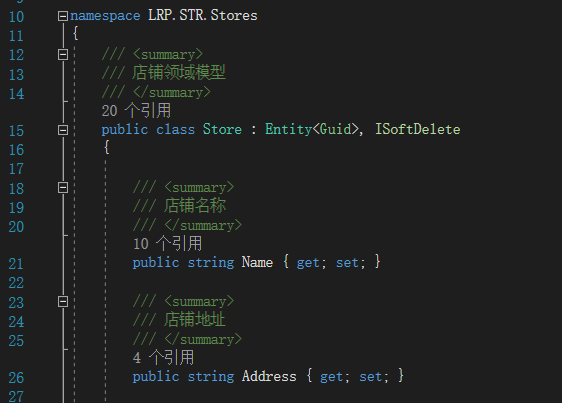 10 namespace LRP.STR.Stores
11 {
12 /// <summary>
13 /// 店铺领域模型
14 /// </summary>
20 个引用
15 public class Store : Entity<Guid>, ISoftDelete
16 {
17
18 /// <summary>
19 /// 店铺名称
20 /// </summary>
10 个引用
21 public string Name { get; set; }
22
23 /// <summary>
24 /// 店铺地址
25 /// </summary>
4 个引用
26 public string Address { get; set; }
27